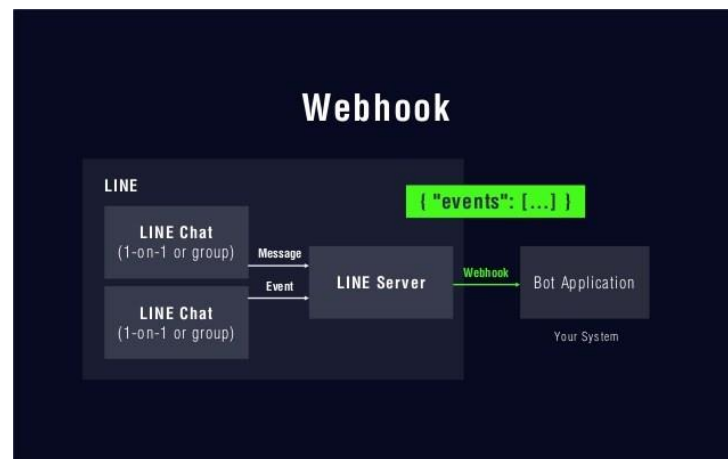 Webhook
LINE
{ "events": [...] }
LINE Chat
(1-on-1 or group)
Message
Event
LINE Server
Webhook
Bot Application
LINE Chat
(1-on-1 or group)
Your System